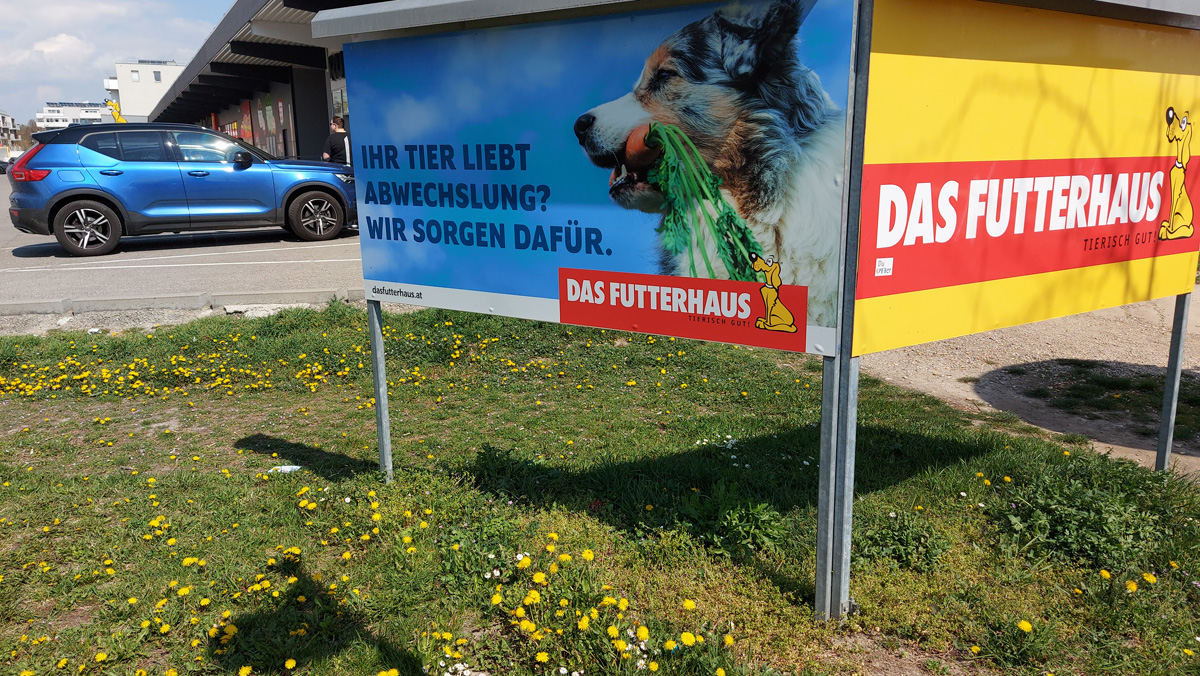 IHR TIER LIEBT
ABWECHSLUNG?
WIR SORGEN DAFÜR.
dasfutterhaus.at
DAS FUTTERHAUS
TIERISCH GUT!
DAS FUTTERHAUS
TIERISCH GUT!